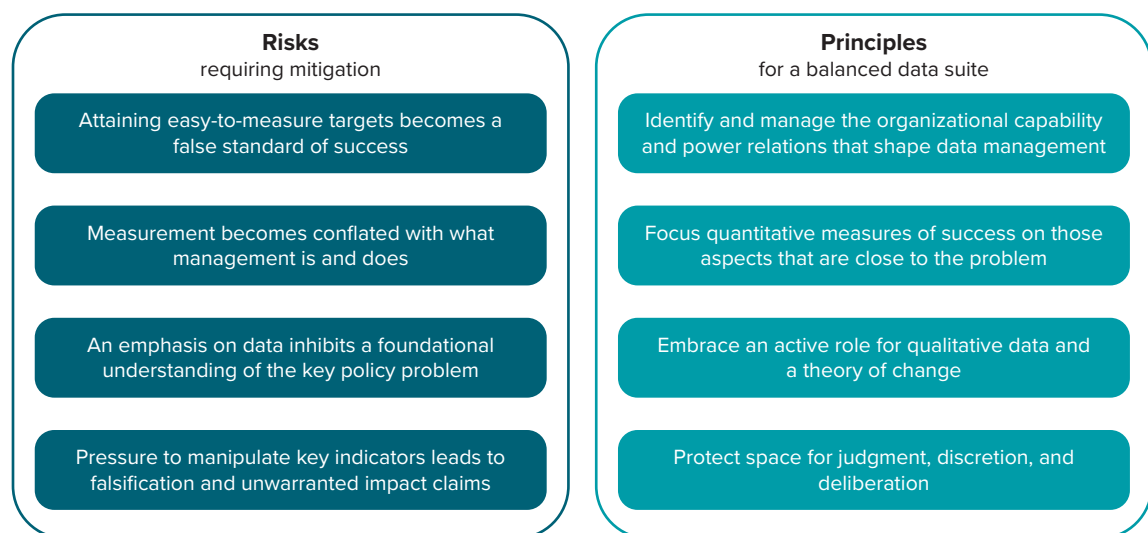 Risks
requiring mitigation
Attaining easy-to-measure targets becomes a
false standard of success
Measurement becomes conflated with what
management is and does
An emphasis on data inhibits a foundational
understanding of the key policy problem
Pressure to manipulate key indicators leads to
falsification and unwarranted impact claims
Principles
for a balanced data suite
Identify and manage the organizational capability
and power relations that shape data management
Focus quantitative measures of success on those
aspects that are close to the problem
Embrace an active role for qualitative data and
a theory of change
Protect space for judgment, discretion, and
deliberation